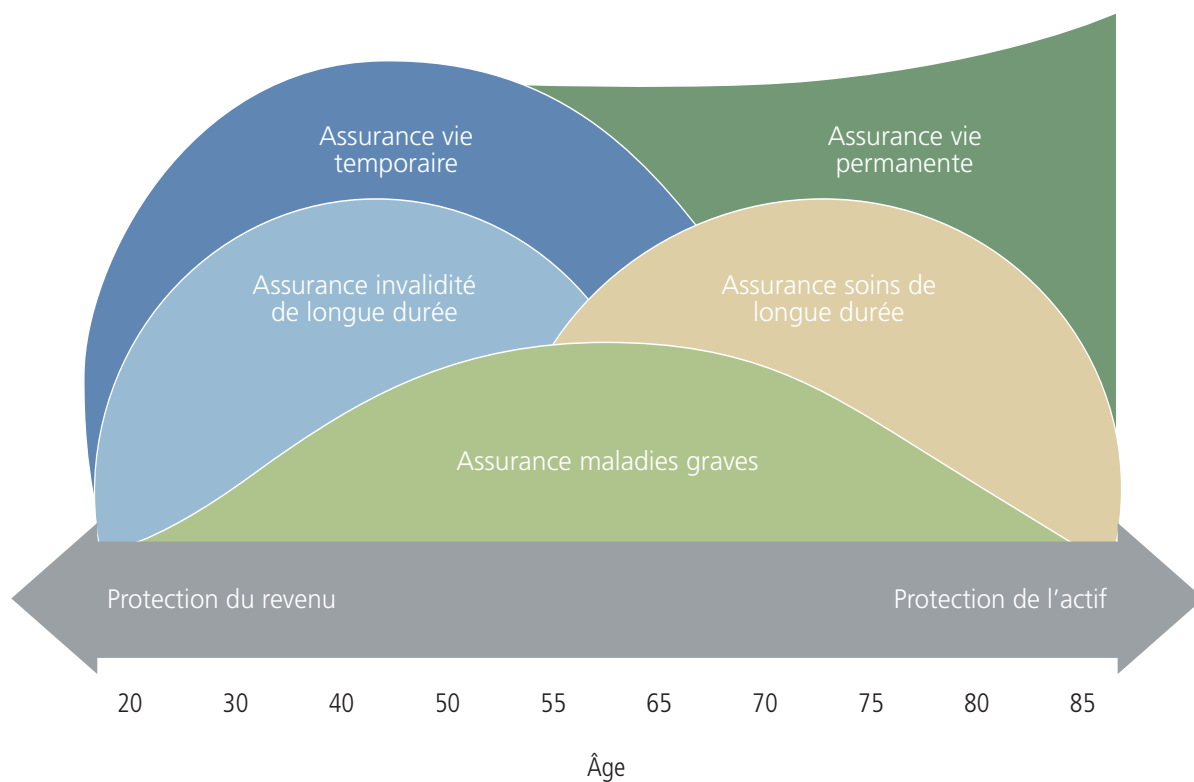 Assurance vie
temporaire
Assurance vie
permanente
Assurance invalidité
de longue durée
Assurance soins de
longue durée
Assurance maladies graves
Protection du revenu
Protection de l’actif
20 30 40 50 55 65 70 75 80 85
Âge